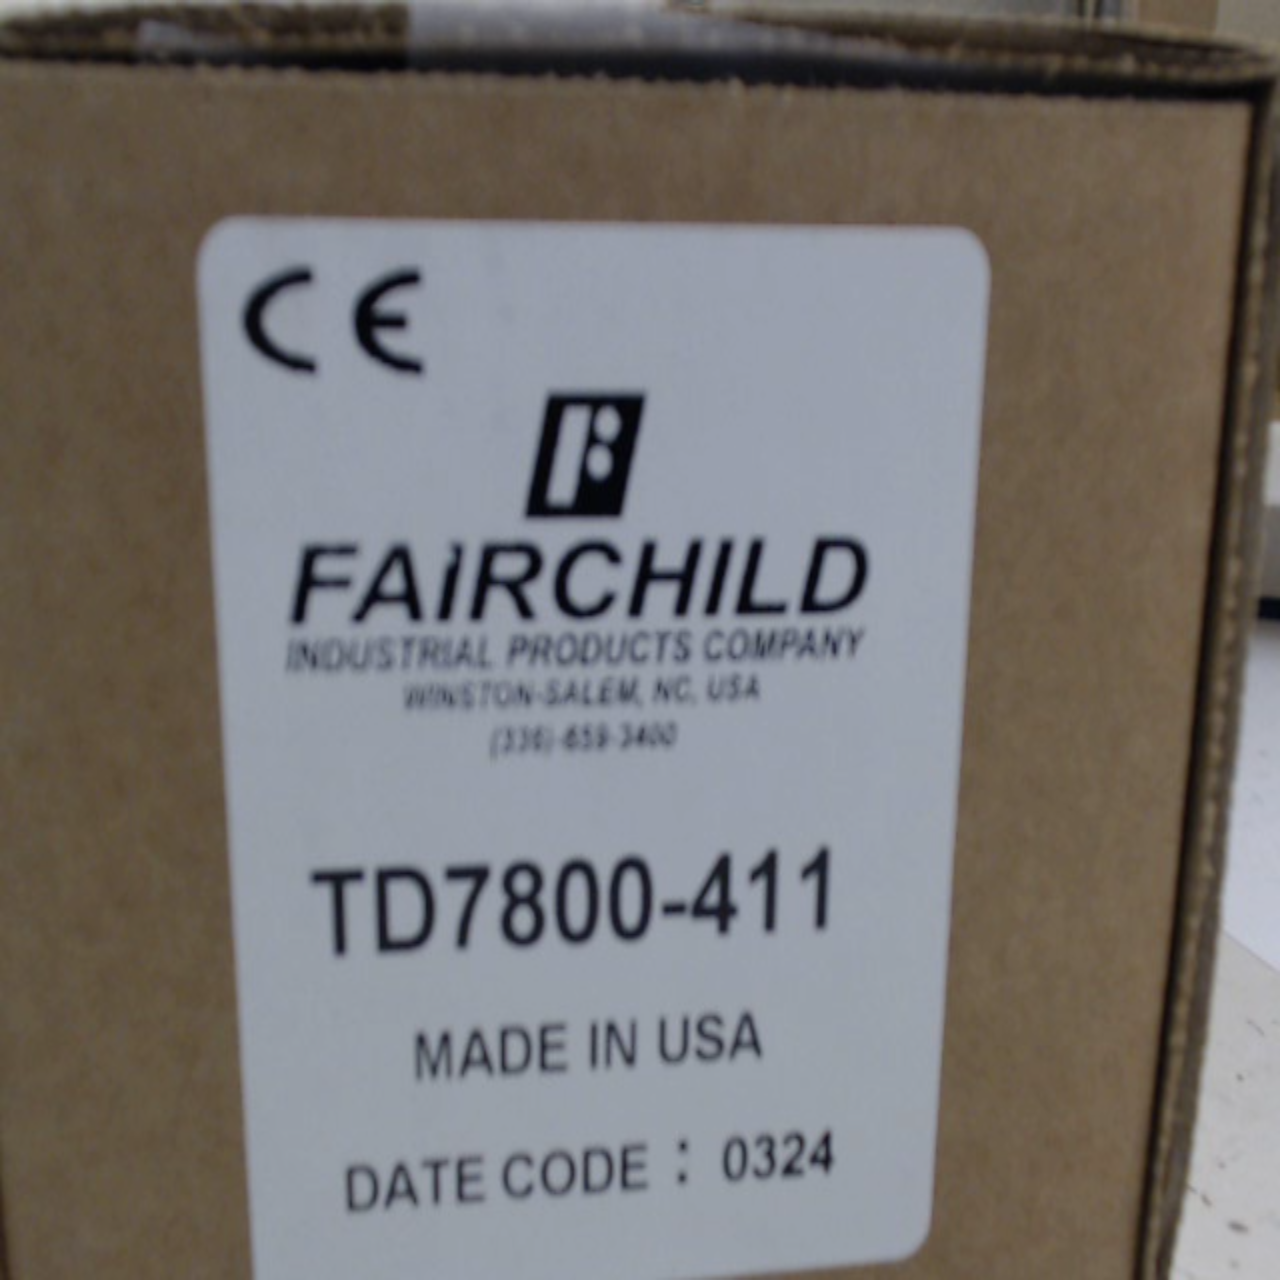 CE
FAIRCHILD
INDUSTRIAL PRODUCTS COMPANY
WINSTON-SALEM, NC, USA
(336)-659-3400
TD7800-411
MADE IN USA
DATE CODE : 0324